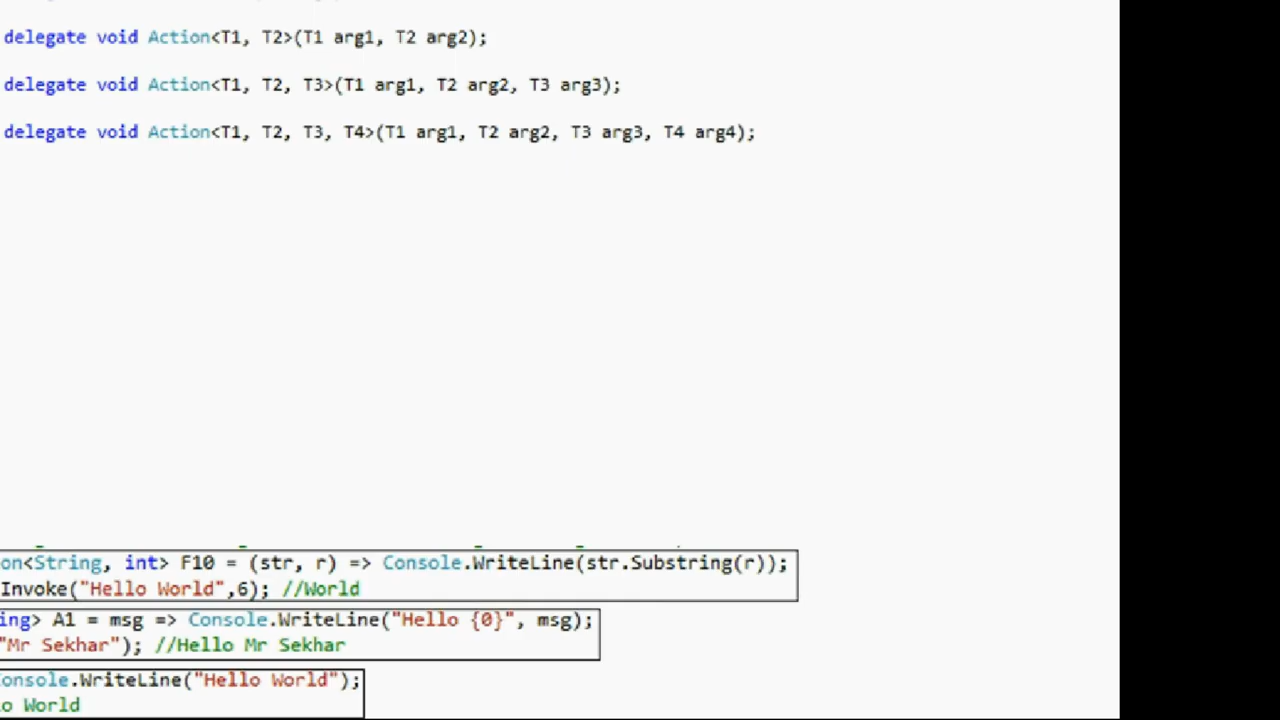 delegate void Action<T1, T2>(T1 arg1, T2 arg2);
delegate void Action<T1, T2, T3>(T1 arg1, T2 arg2, T3 arg3);
delegate void Action<T1, T2, T3, T4>(T1 arg1, T2 arg2, T3 arg3, T4 arg4);
on<String, int> F10 = (str, r) => Console.WriteLine(str.Substring(r));
Invoke("Hello World",6); //World
ing> A1 = msg => Console.WriteLine("Hello {0}", msg);
"Mr Sekhar"); //Hello Mr Sekhar
Console.WriteLine("Hello World");
lo World